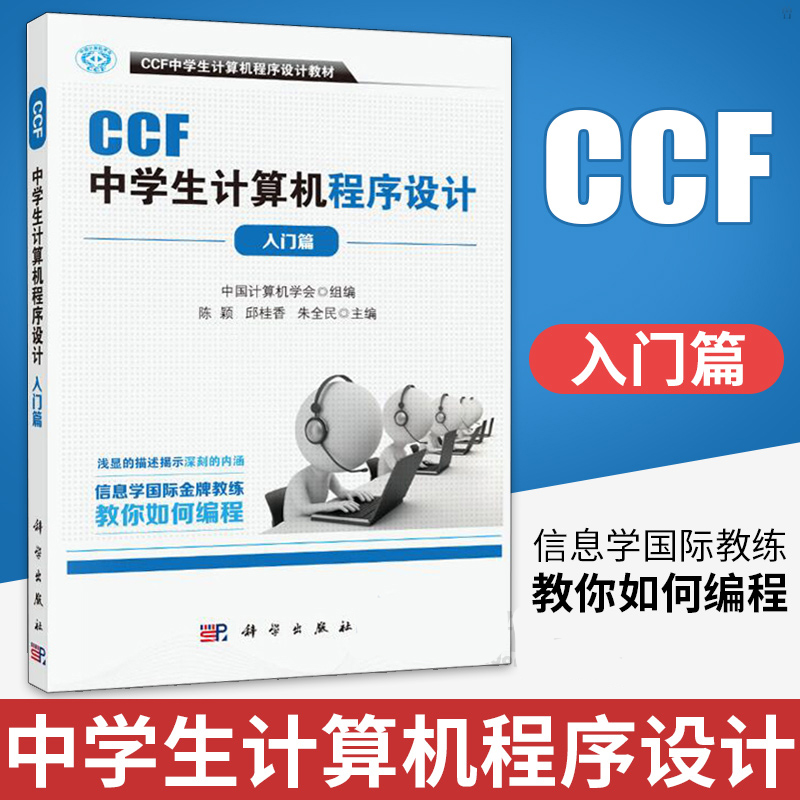 CCF中学生计算机程序设计教材
CCF
中学生计算机程序设计
入门篇
中国计算机学会◎组编
陈 颖 邱桂香 朱全民◎主编
浅显的描述揭示深刻的内涵
信息学国际金牌教练
教你如何编程
科学出版社
CCF
中学生计算机程序设计
入门篇
科学出版社
CCF
入门篇
信息学国际教练
教你如何编程
中学生计算机程序设计